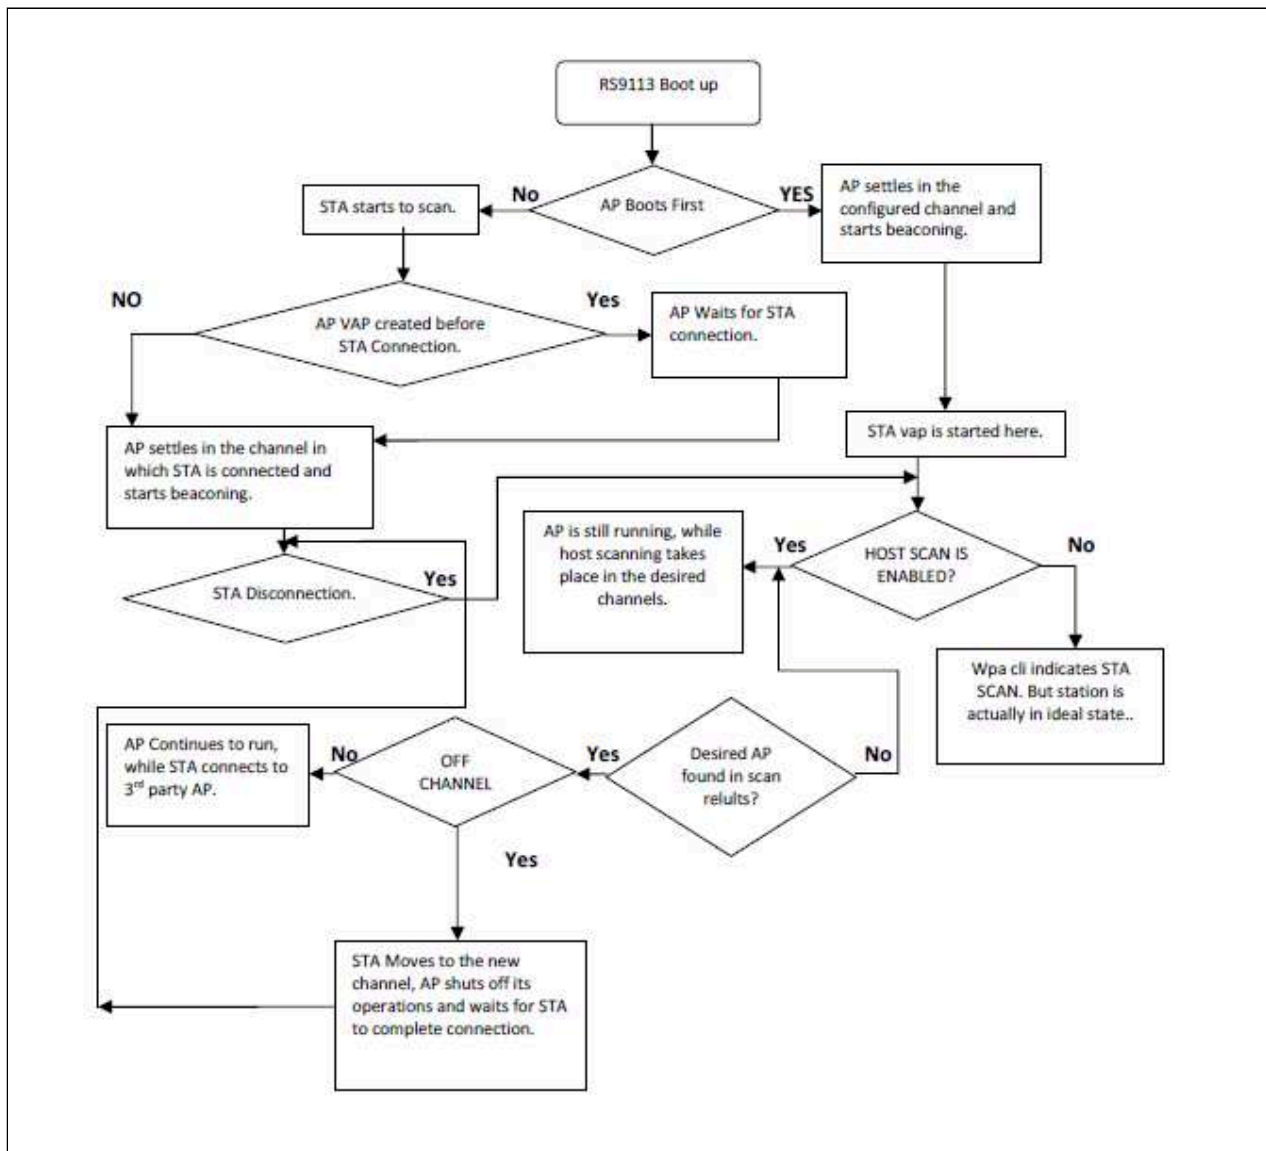 RS9113 Boot up
AP Boots First
No
YES
STA starts to scan.
AP settles in the
configured channel and
starts beaconing.
NO
AP VAP created before
STA Connection.
Yes
AP Waits for STA
connection.
AP settles in the channel in
which STA is connected and
starts beaconing.
STA vap is started here.
STA Disconnection.
Yes
AP is still running, while
host scanning takes
place in the desired
channels.
Yes
HOST SCAN IS
ENABLED?
No
Wpa cli indicates STA
SCAN. But station is
actually in ideal state..
AP Continues to run,
while STA connects to
3rd party AP.
No
OFF
CHANNEL
Yes
Desired AP
found in scan
relults?
No
Yes
STA Moves to the new
channel, AP shuts off its
operations and waits for STA
to complete connection.